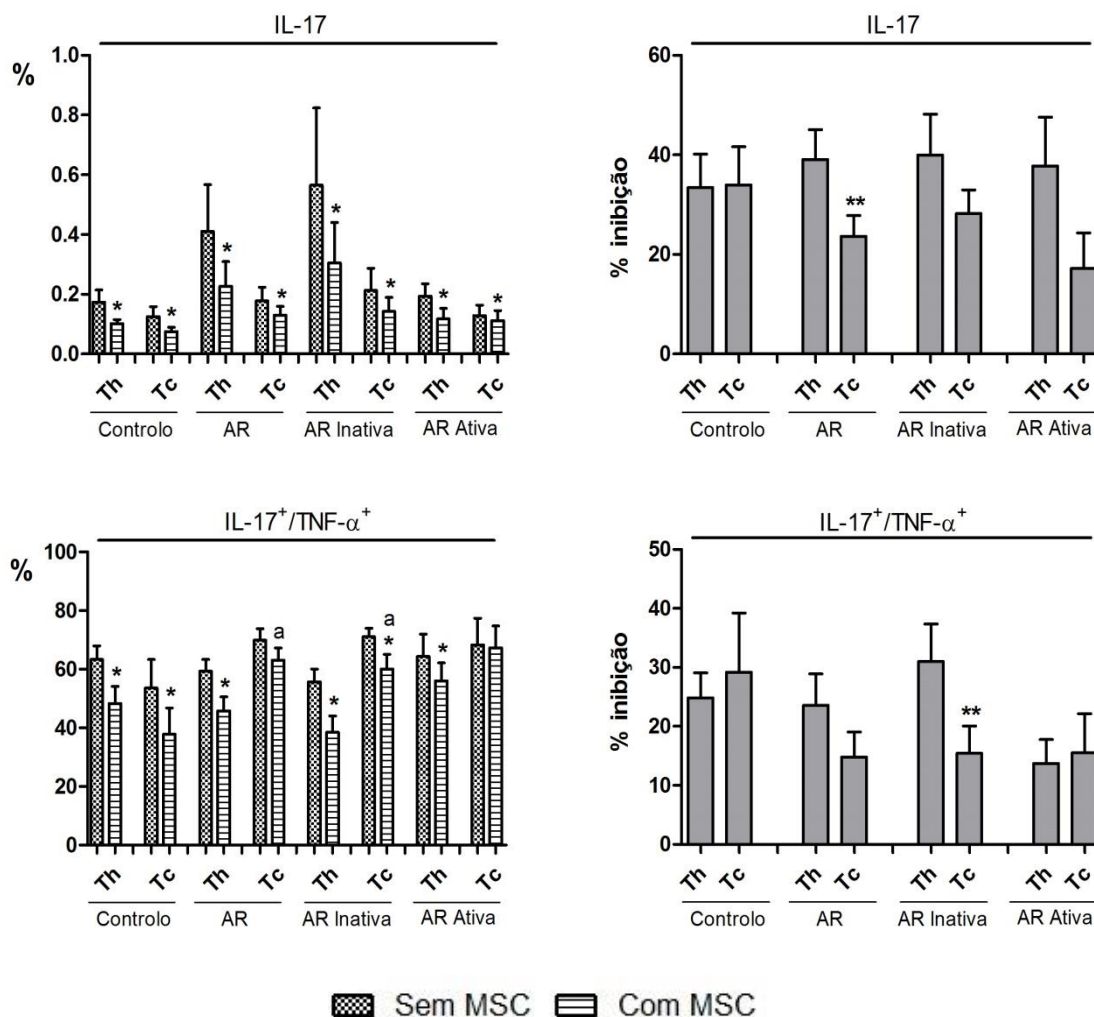 IL-17
%
1.0
0.8
0.6
0.4
0.2
0.0
* * * * * * * *
Th Tc Th Tc Th Tc Th Tc
Controlo AR AR Inativa AR Ativa
IL-17
% inibição
60
40
20
0
**
Th Tc Th Tc Th Tc Th Tc
Controlo AR AR Inativa AR Ativa
IL-17⁺/TNF-α⁺
%
100
80
60
40
20
0
a a
* * * * * *
Th Tc Th Tc Th Tc Th Tc
Controlo AR AR Inativa AR Ativa
IL-17⁺/TNF-α⁺
% inibição
50
40
30
20
10
0
**
Th Tc Th Tc Th Tc Th Tc
Controlo AR AR Inativa AR Ativa
Sem MSC Com MSC